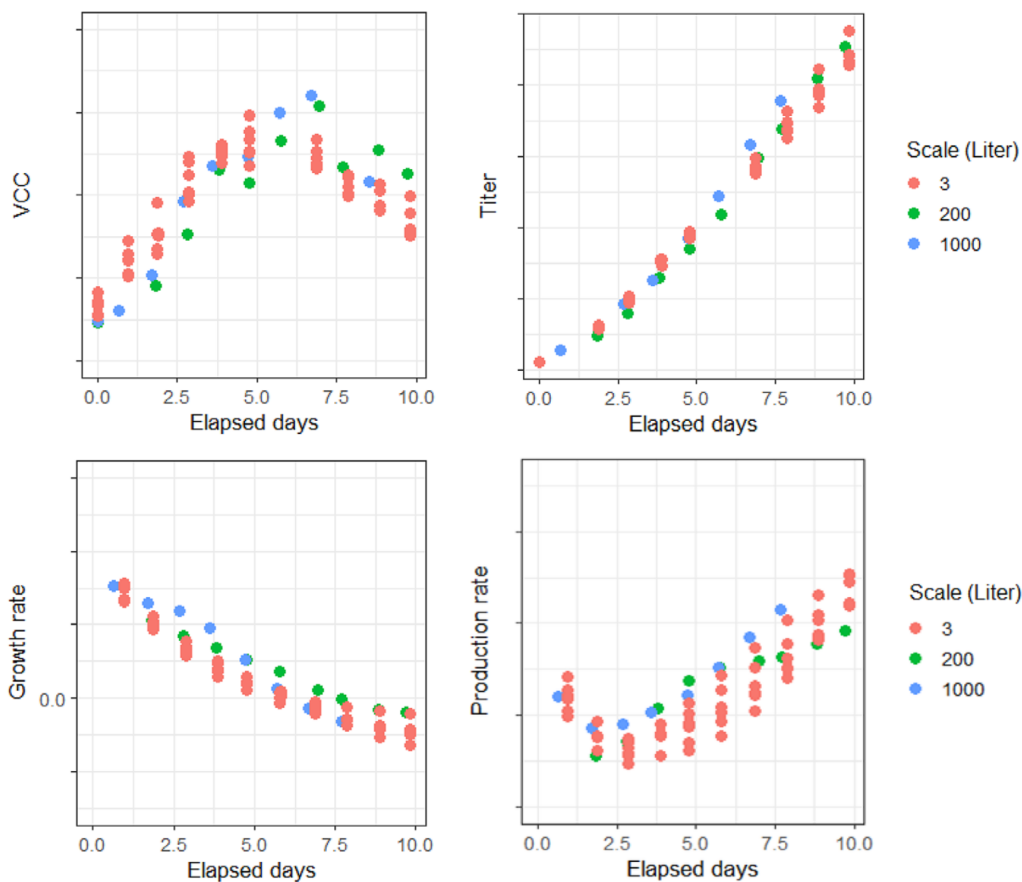 VCC
0.0 2.5 5.0 7.5 10.0
Elapsed days
Titer
0.0 2.5 5.0 7.5 10.0
Elapsed days
Scale (Liter)
3
200
1000
Growth rate
0.0
0.0 2.5 5.0 7.5 10.0
Elapsed days
Production rate
0.0 2.5 5.0 7.5 10.0
Elapsed days
Scale (Liter)
3
200
1000